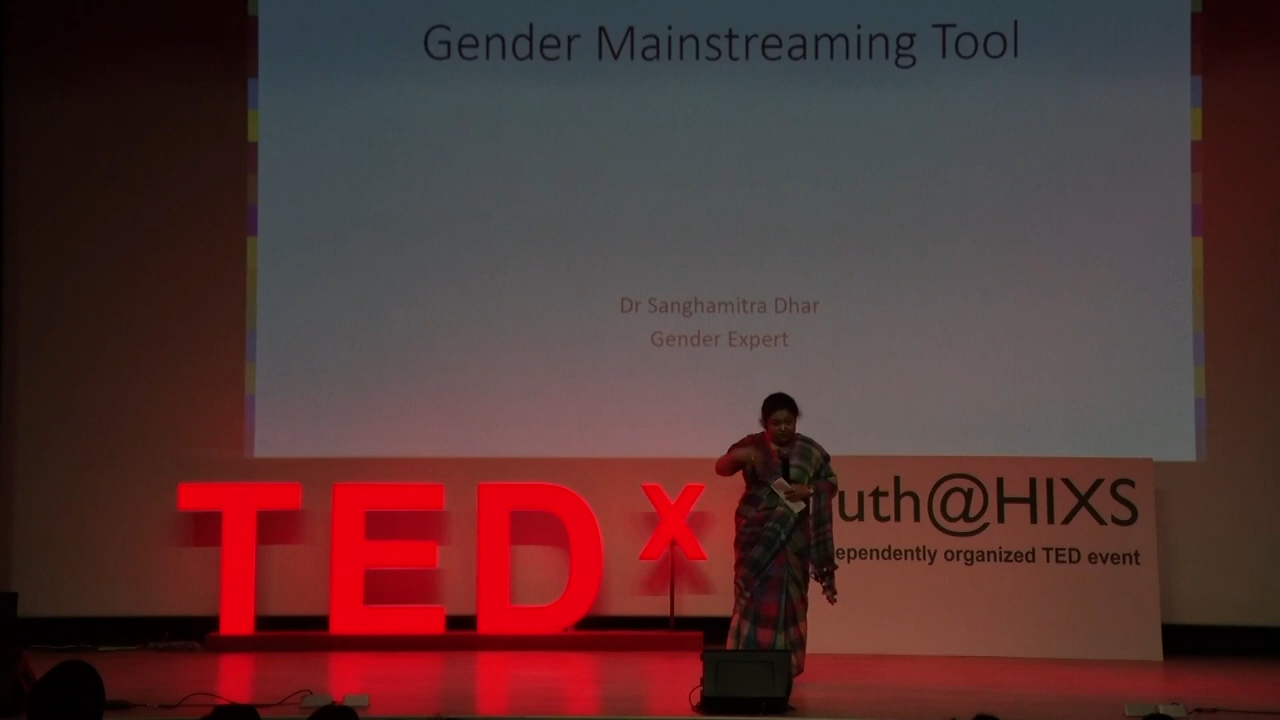 Gender Mainstreaming Tool
Dr Sanghamitra Dhar
Gender Expert
TEDx
uth@HIXS
ependently organized TED event